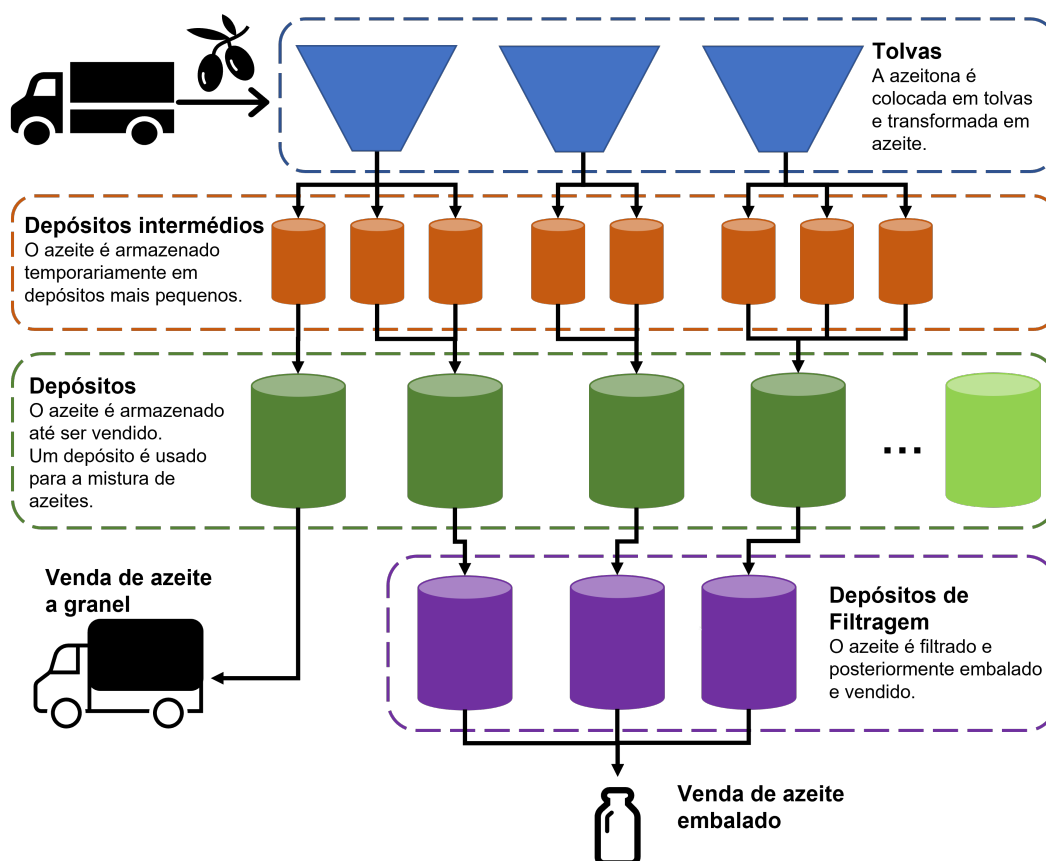 Tolvas
A azeitona é
colocada em tolvas
e transformada em
azeite.
Depósitos intermédios
O azeite é armazenado
temporariamente em
depósitos mais pequenos.
Depósitos
O azeite é armazenado
até ser vendido.
Um depósito é usado
para a mistura de
azeites.
...
Venda de azeite
a granel
Depósitos de
Filtragem
O azeite é filtrado e
posteriormente embalado
e vendido.
Venda de azeite
embalado